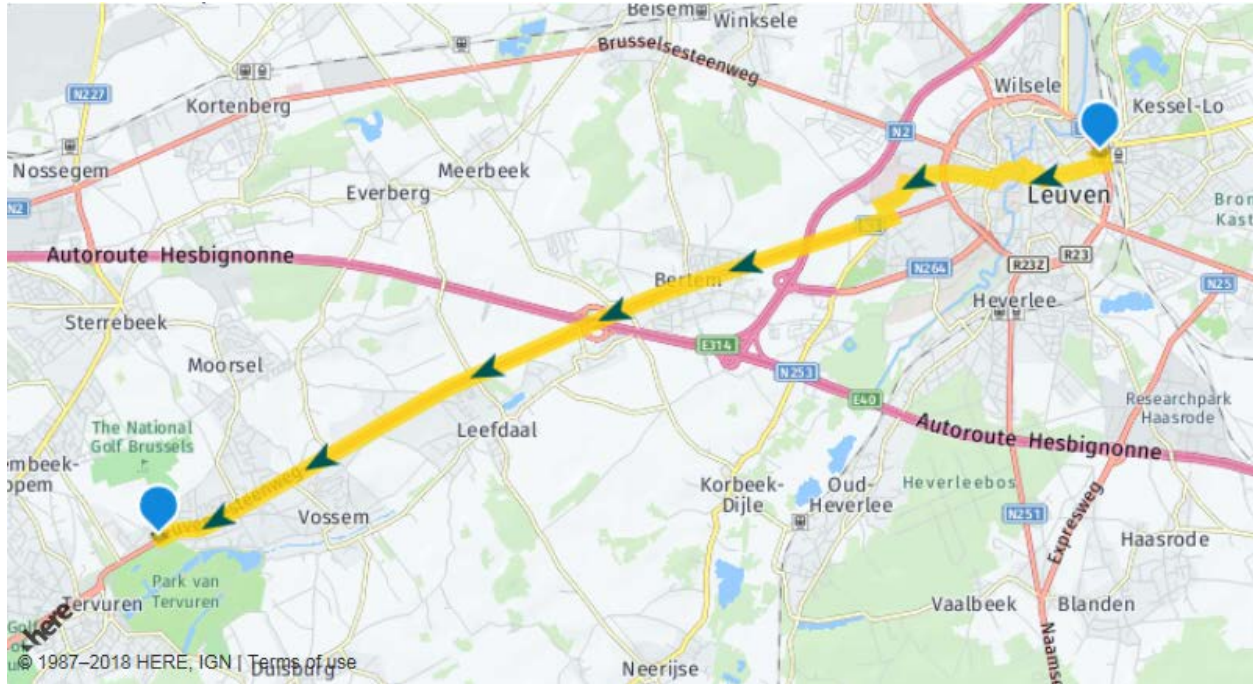 Beisem
Winksele
Brusselsesteenweg
N227
Kortenberg
Wilsele
Kessel-Lo
N2
Nossegem
Meerbeek
Everberg
Leuven
N2
Autoroute Hesbignonne
Bertem
N264
R23Z
R23
N25
Heverlee
Sterrebeek
E314
Moorsel
N253
E40
Researchpark
Haasrode
The National
Golf Brussels
Leefdaal
Autoroute Hesbignonne
Korbeek-
Dijle
Oud-
Heverlee
Heverleebos
Vossem
N251
Expresweg
Haasrode
Park van
Tervuren
Tervuren
Vaalbeek
Blanden
here
© 1987–2018 HERE, IGN | Terms of use
Duisburg
Neerijse